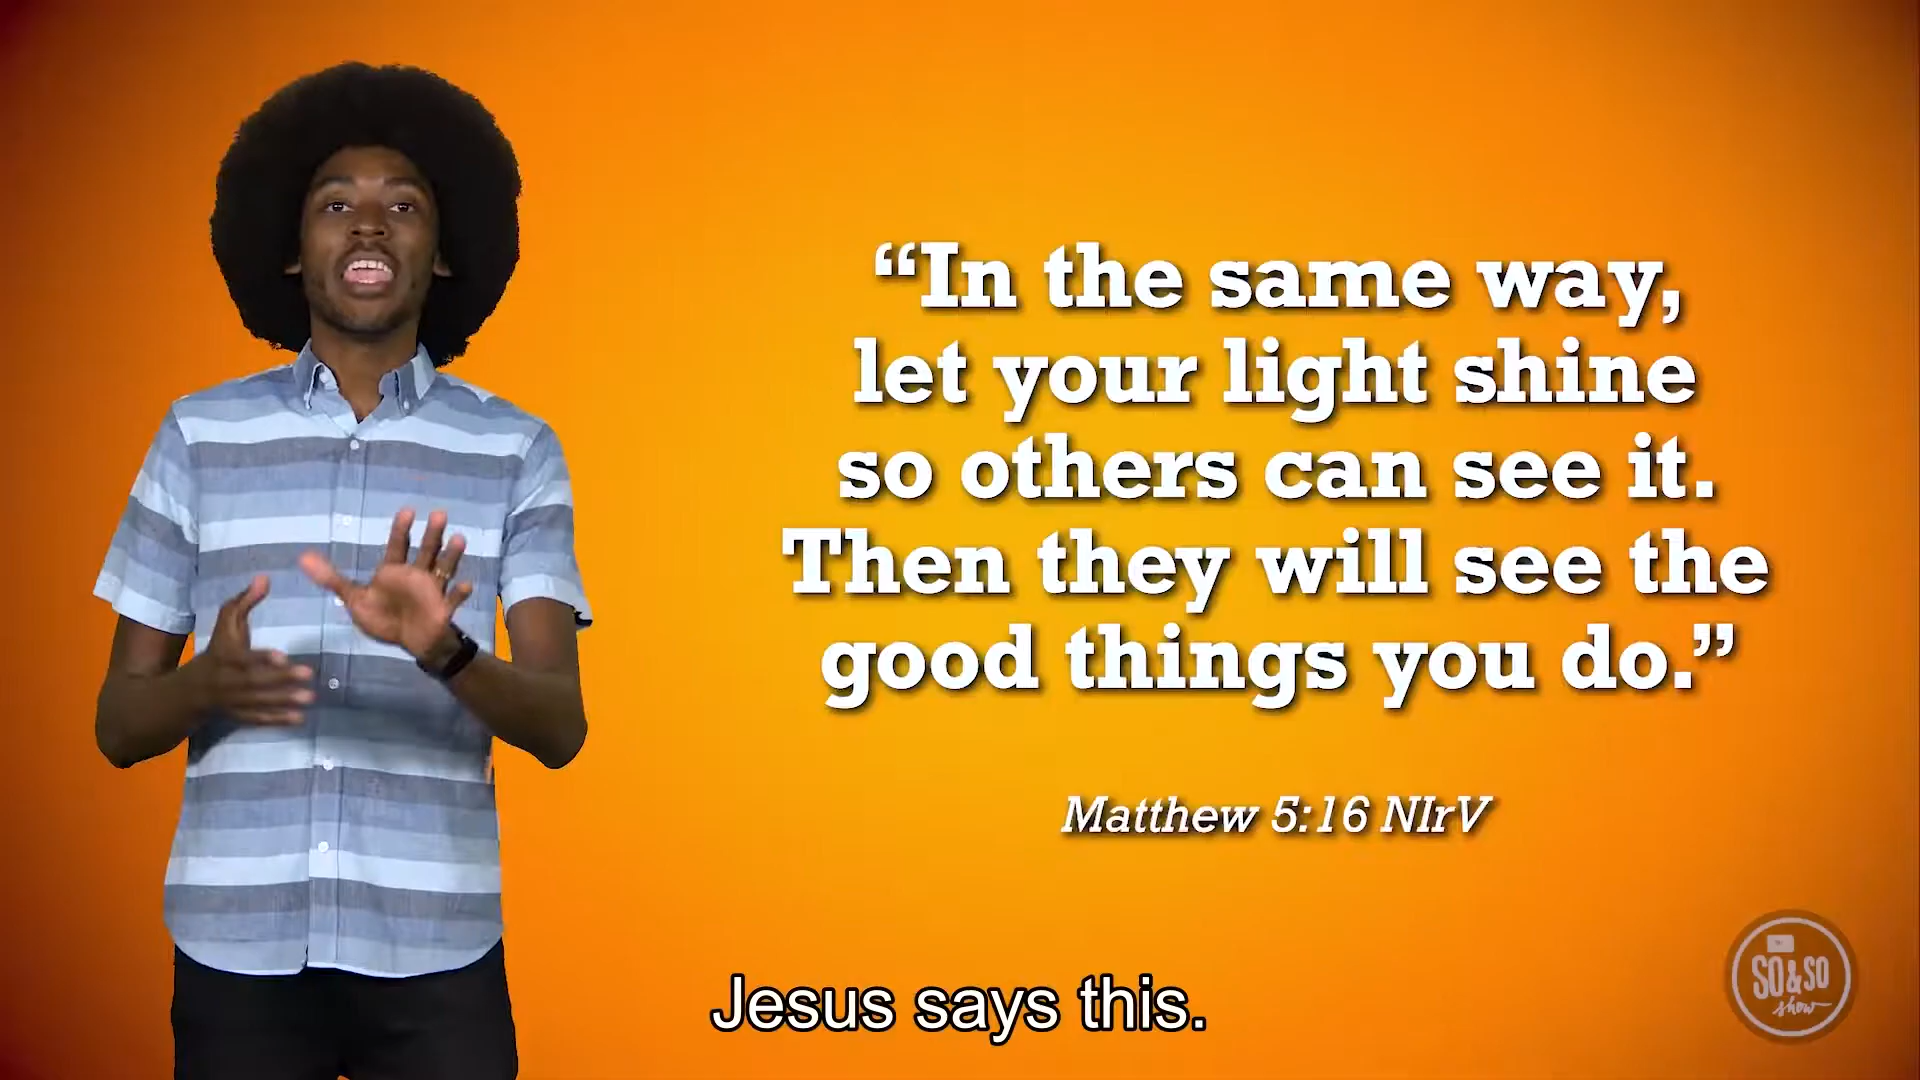 “In the same way,
let your light shine
so others can see it.
Then they will see the
good things you do.”
Matthew 5:16 NIrV
Jesus says this.
SO&SO
show